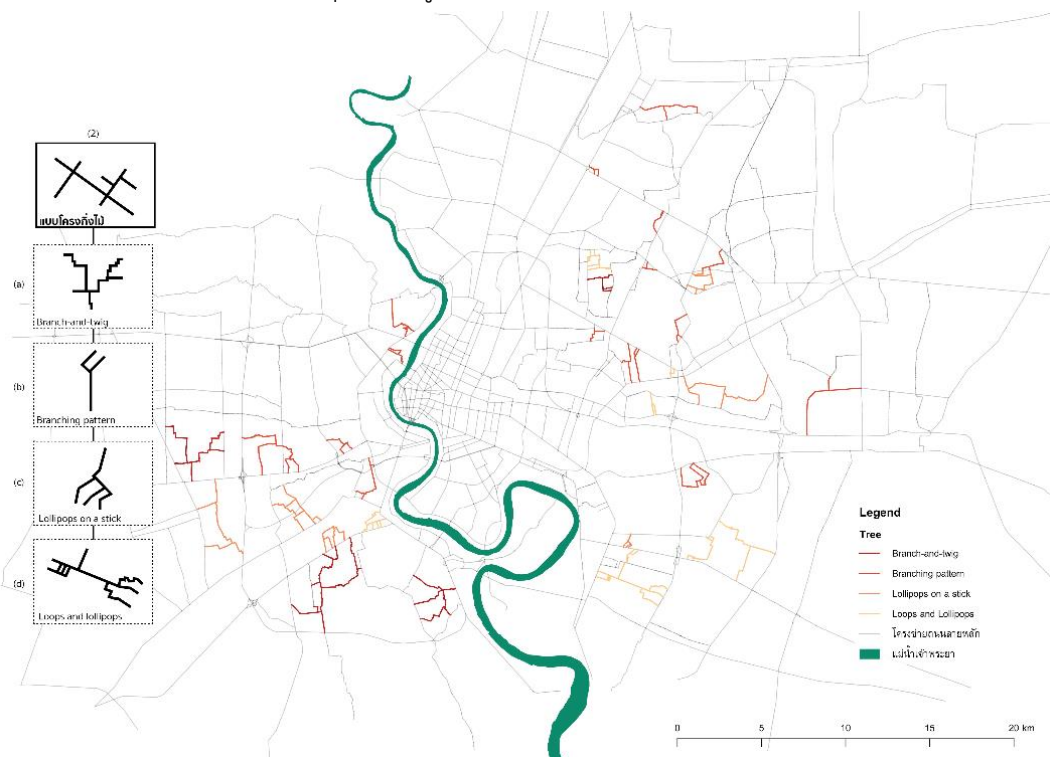 (2)
แบบโครงกิ่งไม้
(a)
Branch-and-twig
(b)
Branching pattern
(c)
Lollipops on a stick
(d)
Loops and lollipops
Legend
Tree
Branch-and-twig
Branching pattern
Lollipops on a stick
Loops and Lollipops
โครงข่ายถนนสายหลัก
แม่น้ำเจ้าพระยา
0 5 10 15 20 km